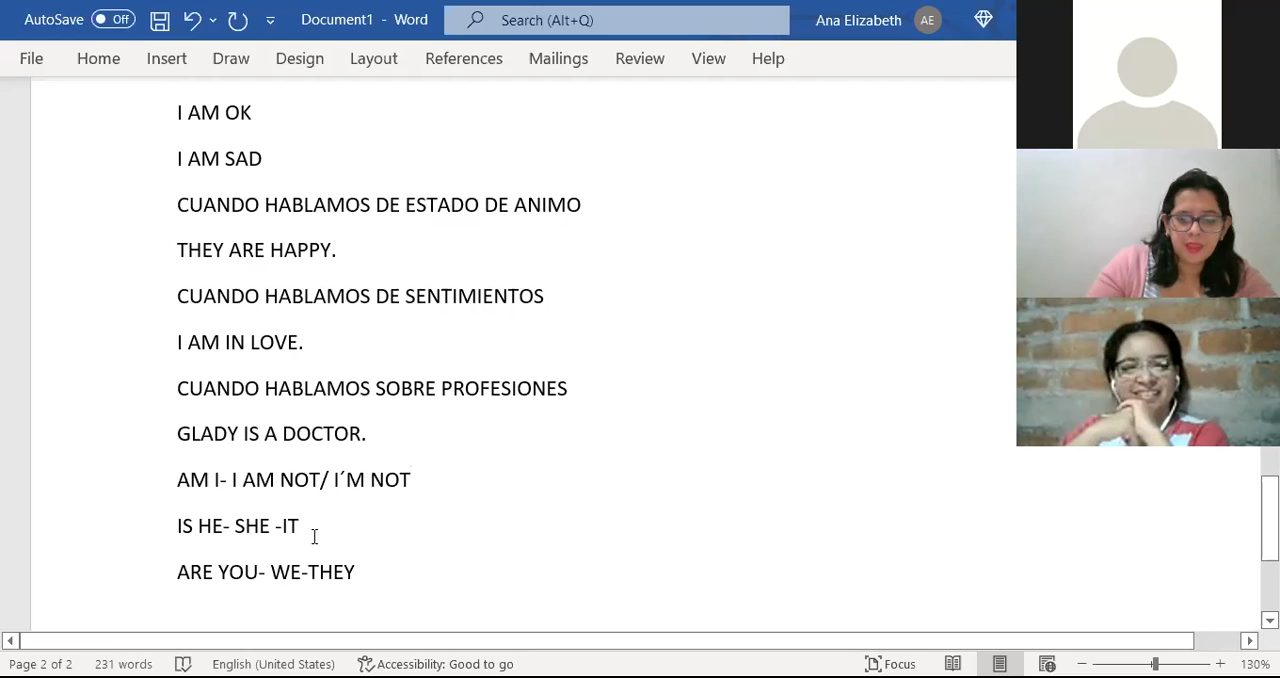 AutoSave Off Document1 - Word Search (Alt+Q) Ana Elizabeth AE
File Home Insert Draw Design Layout References Mailings Review View Help
I AM OK
I AM SAD
CUANDO HABLAMOS DE ESTADO DE ANIMO
THEY ARE HAPPY.
CUANDO HABLAMOS DE SENTIMIENTOS
I AM IN LOVE.
CUANDO HABLAMOS SOBRE PROFESIONES
GLADY IS A DOCTOR.
AM I- I AM NOT/ I´M NOT
IS HE- SHE -IT
ARE YOU- WE-THEY
Page 2 of 2 231 words English (United States) Accessibility: Good to go Focus 130%